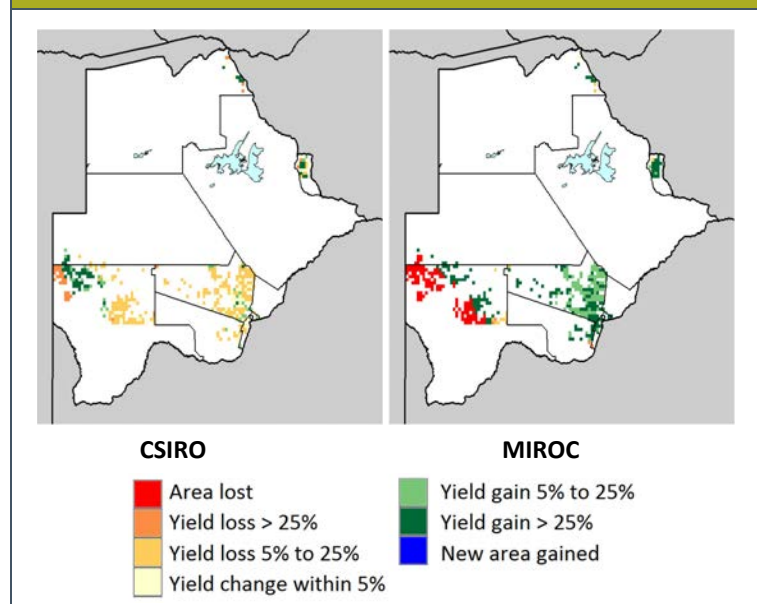 CSIRO
MIROC
Area lost
Yield loss > 25%
Yield loss 5% to 25%
Yield change within 5%
Yield gain 5% to 25%
Yield gain > 25%
New area gained